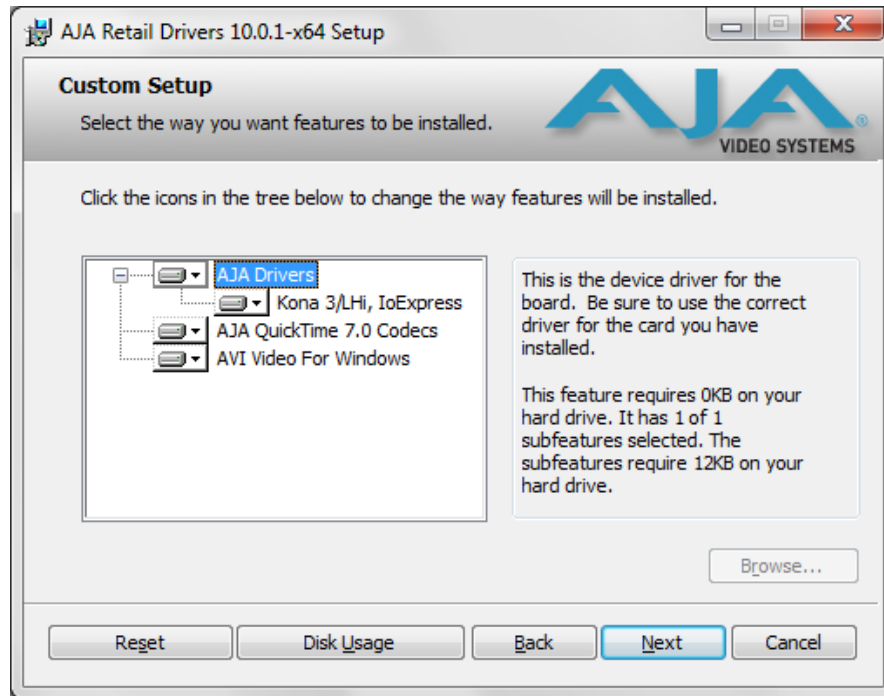 AJA Retail Drivers 10.0.1-x64 Setup
Custom Setup
Select the way you want features to be installed.
AJA®
VIDEO SYSTEMS
Click the icons in the tree below to change the way features will be installed.
AJA Drivers
Kona 3/LHi, IoExpress
AJA QuickTime 7.0 Codecs
AVI Video For Windows
This is the device driver for the
board. Be sure to use the correct
driver for the card you have
installed.
This feature requires 0KB on your
hard drive. It has 1 of 1
subfeatures selected. The
subfeatures require 12KB on your
hard drive.
Browse...
Reset Disk Usage Back Next Cancel